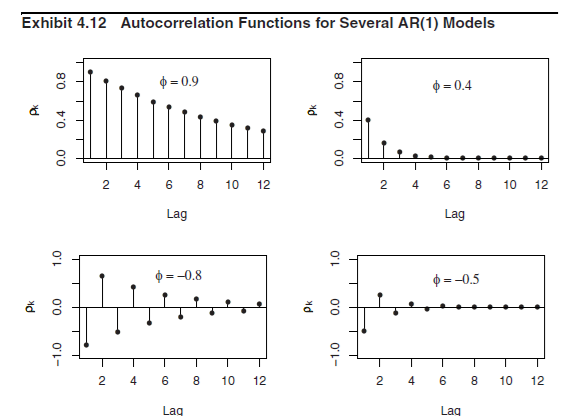 Exhibit 4.12 Autocorrelation Functions for Several AR(1) Models
ϕ = 0.9
ρk
0.0 0.4 0.8
2 4 6 8 10 12
Lag
ϕ = 0.4
ρk
0.0 0.4 0.8
2 4 6 8 10 12
Lag
ϕ = −0.8
ρk
−1.0 0.0 1.0
2 4 6 8 10 12
Lag
ϕ = −0.5
ρk
−1.0 0.0 1.0
2 4 6 8 10 12
Lag